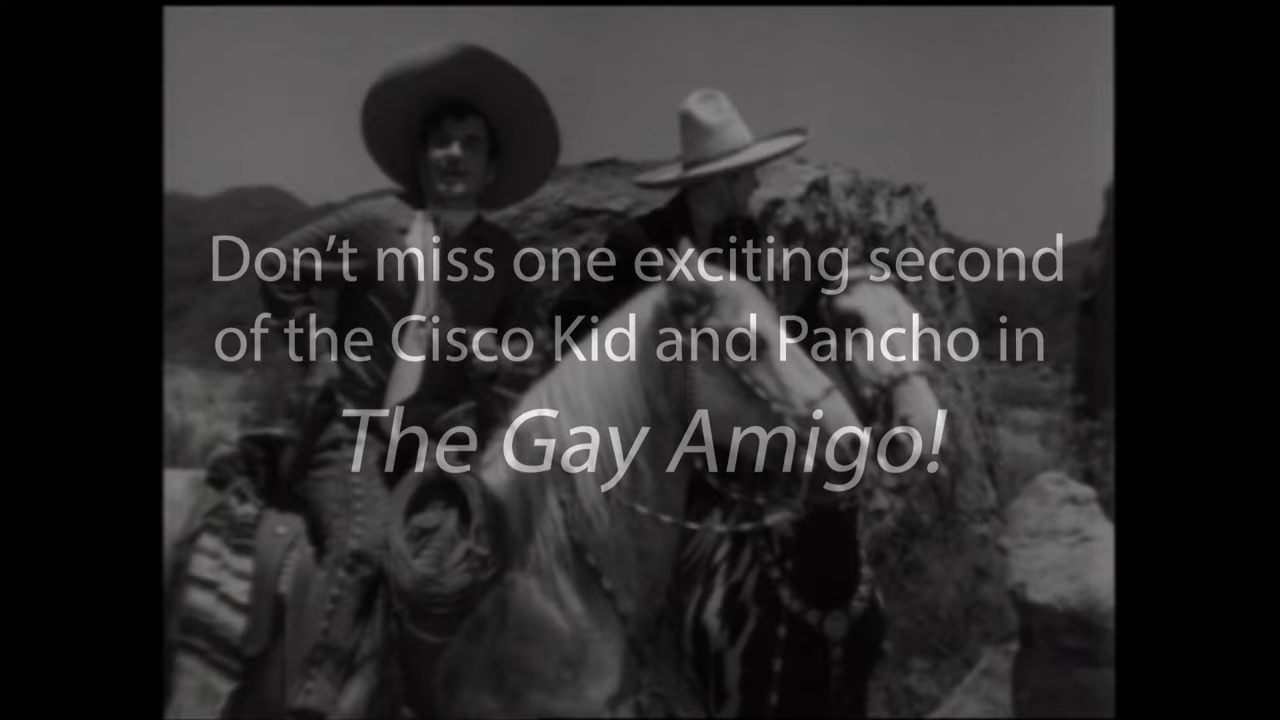 Don’t miss one exciting second
of the Cisco Kid and Pancho in
The Gay Amigo!